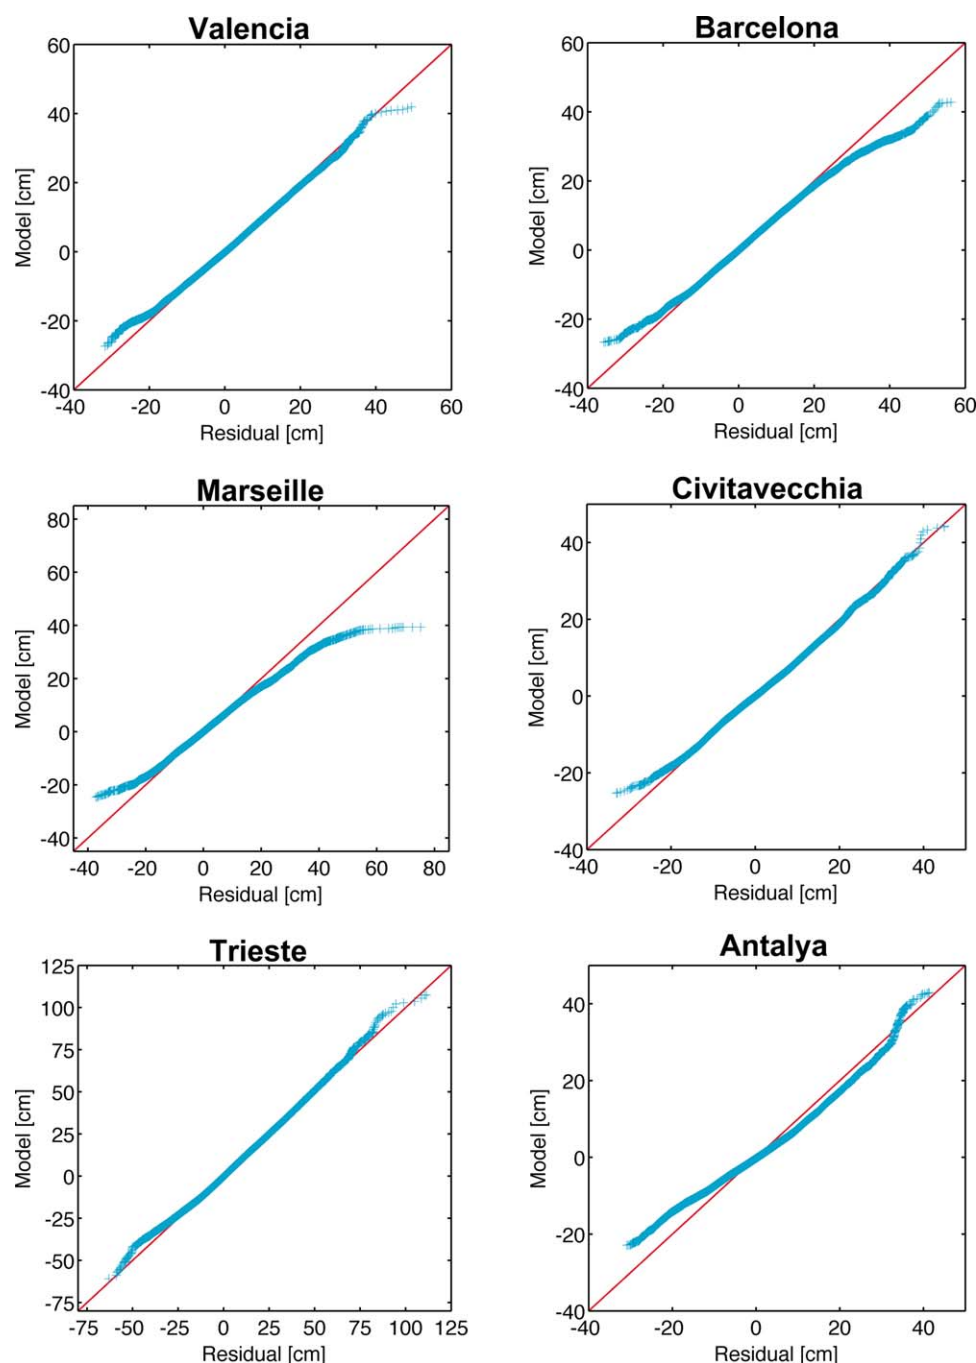 Valencia
60
40
20
0
-20
-40
-40 -20 0 20 40 60
Model [cm]
Residual [cm]
Barcelona
60
40
20
0
-20
-40
-40 -20 0 20 40 60
Model [cm]
Residual [cm]
Marseille
80
60
40
20
0
-20
-40
-40 -20 0 20 40 60 80
Model [cm]
Residual [cm]
Civitavecchia
40
20
0
-20
-40
-40 -20 0 20 40
Model [cm]
Residual [cm]
Trieste
125
100
75
50
25
0
-25
-50
-75
-75 -50 -25 0 25 50 75 100 125
Model [cm]
Residual [cm]
Antalya
40
20
0
-20
-40
-40 -20 0 20 40 50
Model [cm]
Residual [cm]